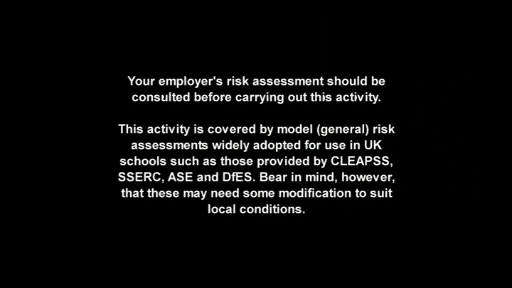 Your employer's risk assessment should be
consulted before carrying out this activity.
This activity is covered by model (general) risk
assessments widely adopted for use in UK
schools such as those provided by CLEAPSS,
SSERC, ASE and DfES. Bear in mind, however,
that these may need some modification to suit
local conditions.